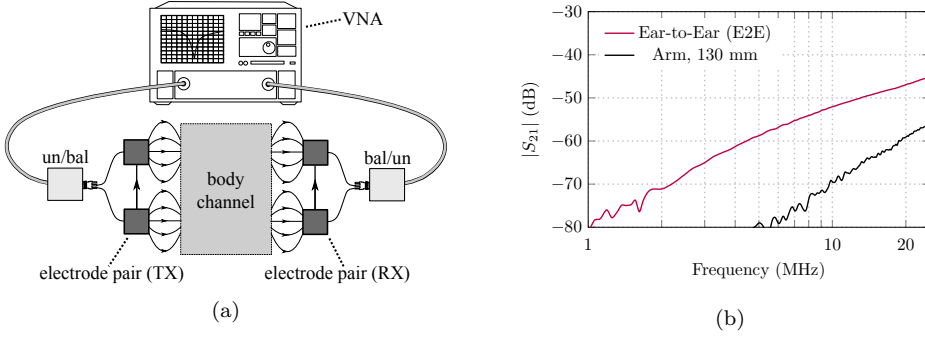 VNA
un/bal
bal/un
body
channel
electrode pair (TX)
electrode pair (RX)
(a)
−30
−40
−50
−60
−70
−80
|S21| (dB)
Ear-to-Ear (E2E)
Arm, 130 mm
1
10
20
Frequency (MHz)
(b)